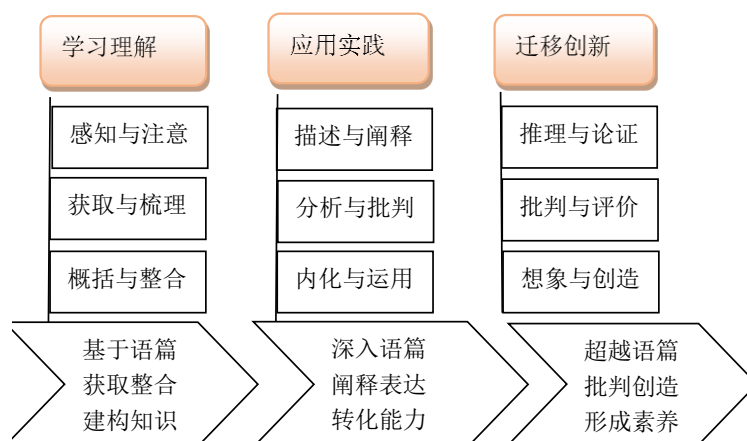 学习理解
感知与注意
获取与梳理
概括与整合
基于语篇
获取整合
建构知识
应用实践
描述与阐释
分析与批判
内化与运用
深入语篇
阐释表达
转化能力
迁移创新
推理与论证
批判与评价
想象与创造
超越语篇
批判创造
形成素养